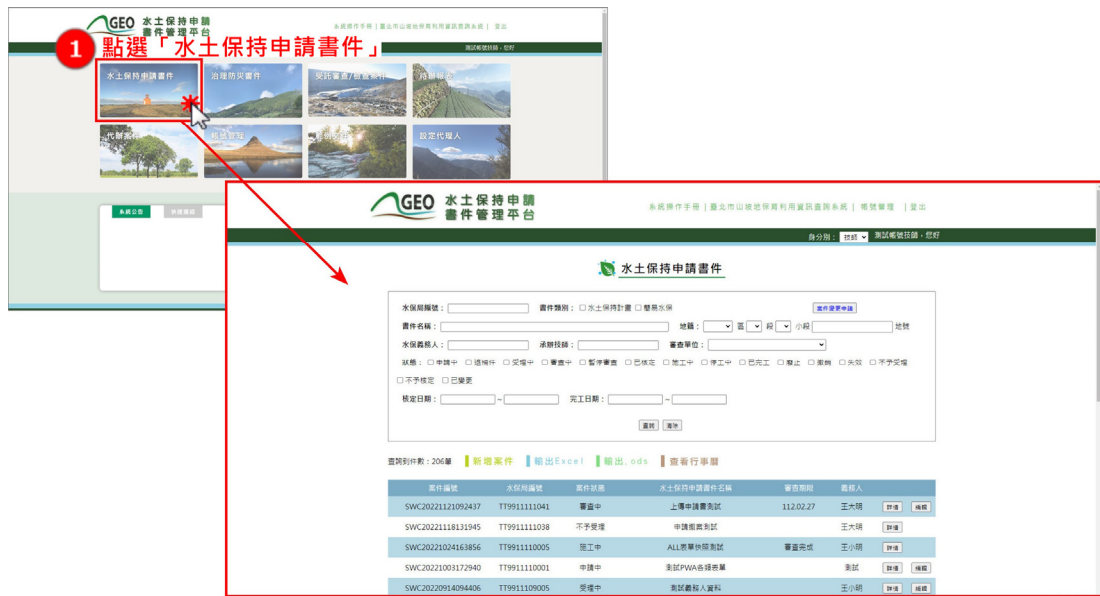 GEO 水土保持申請
書件管理平台
系統操作手冊 | 臺北市山坡地保育利用資訊查詢系統 | 登出
測試帳號技師，您好
1 點選「水土保持申請書件」
水土保持申請書件
治理防災書件
受託審查/檢查案件
代辦案件
帳號管理
設定代理人
系統公告
GEO 水土保持申請
書件管理平台
系統操作手冊 | 臺北市山坡地保育利用資訊查詢系統 | 帳號管理 | 登出
身分別： 技師 測試帳號技師，您好
水土保持申請書件
水保局編號： 書件類別： 水土保持計畫 簡易水保 案件變更申請
書件名稱： 地籍： 區 段 小段 地號
水保義務人： 承辦技師： 審查單位：
狀態： 申請中 退補件 受理中 審查中 暫停審查 已核定 施工中 停工中 已完工 廢止 撤銷 失效 不予受理
不予核定 已變更
核定日期： ~ 完工日期： ~
查詢 清除
查詢到件數：206筆 新增案件 輸出Excel 輸出.ods 查看行事曆
案件編號 水保局編號 案件狀態 水土保持申請書件名稱 審查期限 義務人
SWC20221121092437 TT9911111041 審查中 上傳申請書測試 112.02.27 王大明 詳情 編輯
SWC20221118131945 TT9911111038 不予受理 申請圖案測試 王大明 詳情
SWC20221024163856 TT9911110005 施工中 ALL表單快照測試 審查完成 王小明 詳情
SWC20221003172940 TT9911110001 申請中 測試PWA各類表單 測試 詳情 編輯
SWC20220914094406 TT9911109005 受理中 測試義務人資料 王小明 詳情 編輯